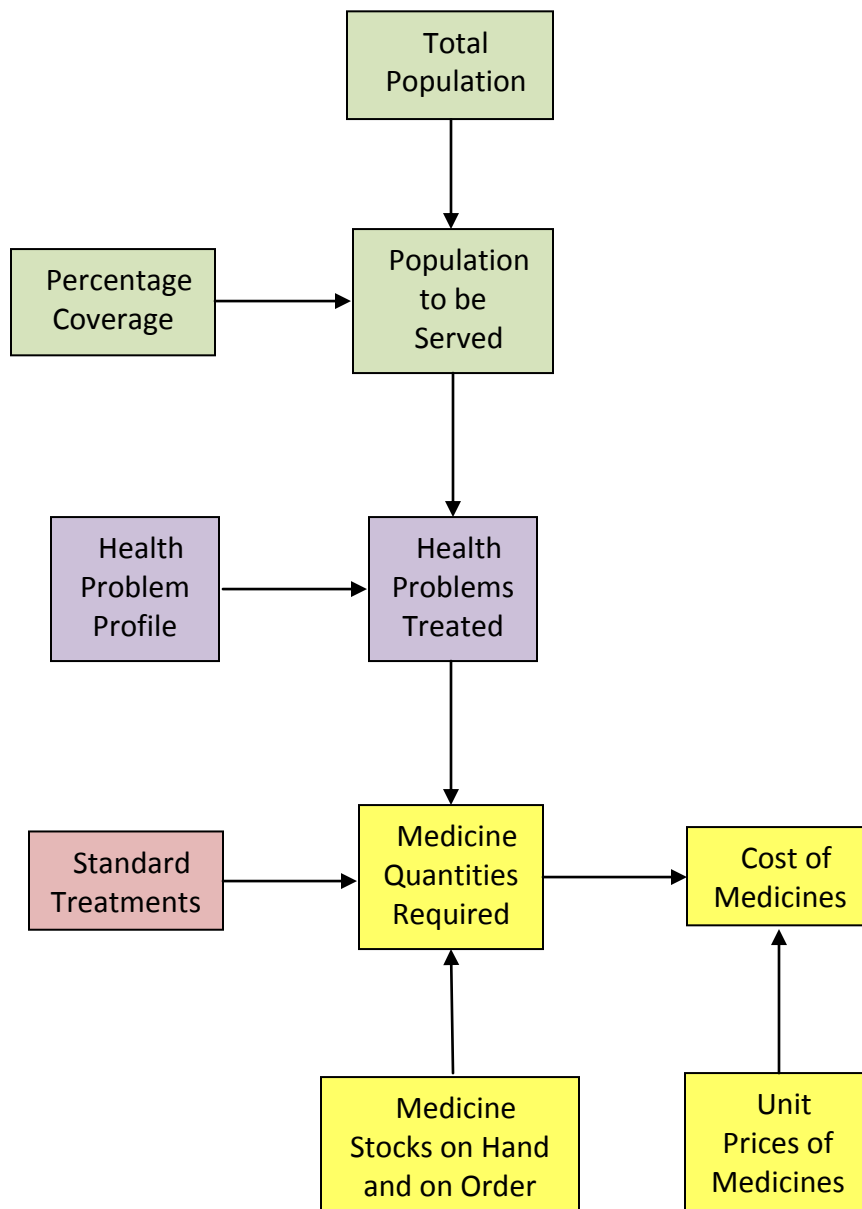 Total
Population
Percentage
Coverage
Population
to be
Served
Health
Problem
Profile
Health
Problems
Treated
Standard
Treatments
Medicine
Quantities
Required
Cost of
Medicines
Medicine
Stocks on Hand
and on Order
Unit
Prices of
Medicines